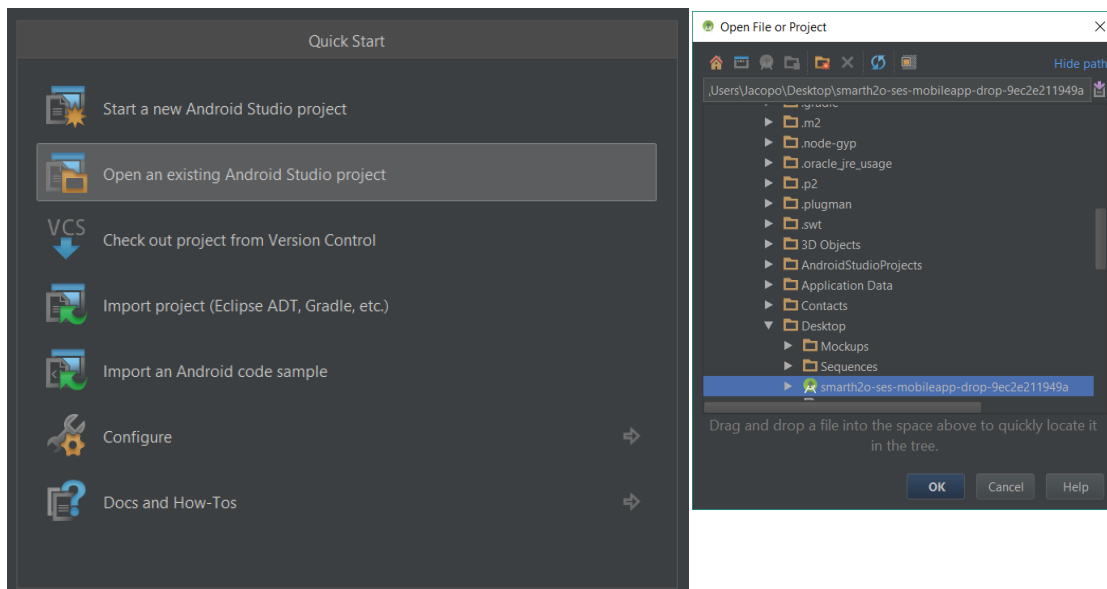 Quick Start
Start a new Android Studio project
Open an existing Android Studio project
VCS
Check out project from Version Control
Import project (Eclipse ADT, Gradle, etc.)
Import an Android code sample
Configure
Docs and How-Tos
Open File or Project
Hide path
Users\Jacopo\Desktop\smarth2o-ses-mobileapp-drop-9ec2e211949a
.gradle
.m2
.node-gyp
.oracle_jre_usage
.p2
.plugman
.swt
3D Objects
AndroidStudioProjects
Application Data
Contacts
Desktop
Mockups
Sequences
smarth2o-ses-mobileapp-drop-9ec2e211949a
Drag and drop a file into the space above to quickly locate it
in the tree.
OK
Cancel
Help